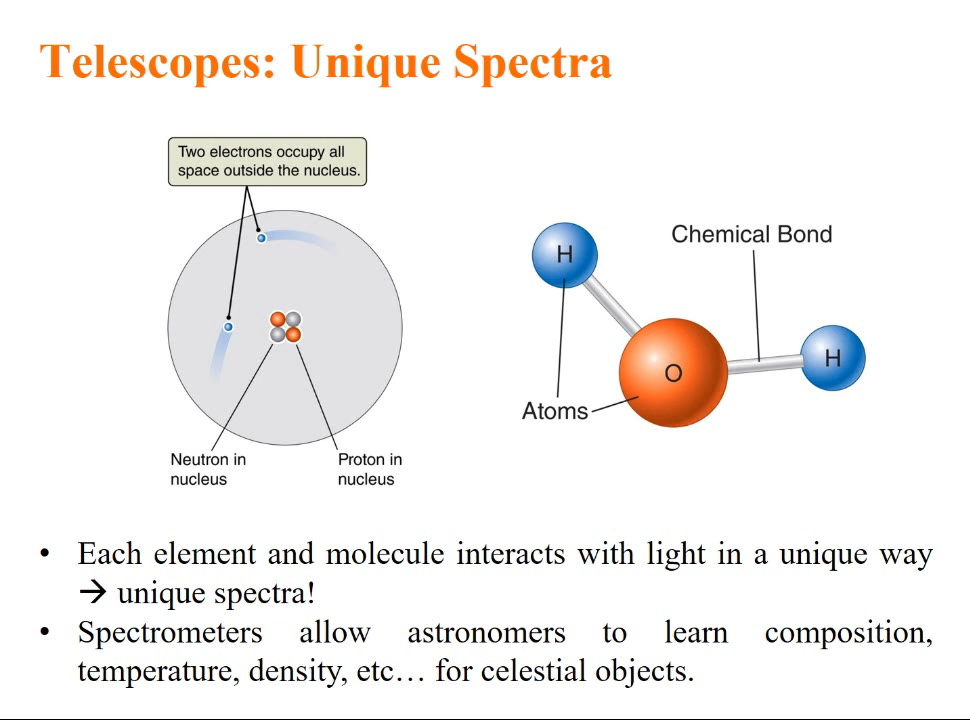 Telescopes: Unique Spectra
Two electrons occupy all
space outside the nucleus.
Neutron in
nucleus
Proton in
nucleus
H
Chemical Bond
O
H
Atoms
• Each element and molecule interacts with light in a unique way
→ unique spectra!
• Spectrometers allow astronomers to learn composition,
temperature, density, etc… for celestial objects.